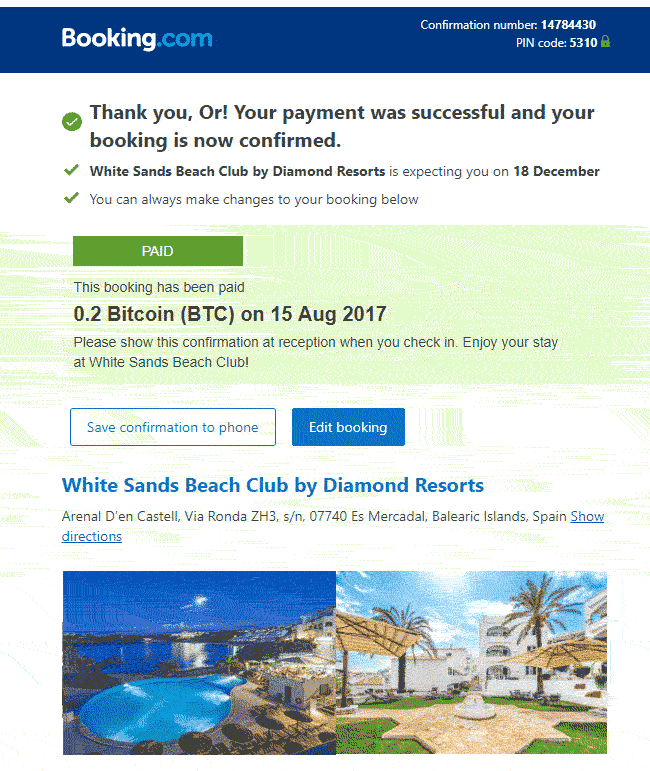 Booking.com
Confirmation number: 14784430
PIN code: 5310
Thank you, Or! Your payment was successful and your
booking is now confirmed.
White Sands Beach Club by Diamond Resorts is expecting you on 18 December
You can always make changes to your booking below
PAID
This booking has been paid
0.2 Bitcoin (BTC) on 15 Aug 2017
Please show this confirmation at reception when you check in. Enjoy your stay
at White Sands Beach Club!
Save confirmation to phone
Edit booking
White Sands Beach Club by Diamond Resorts
Arenal D'en Castell, Via Ronda ZH3, s/n, 07740 Es Mercadal, Balearic Islands, Spain Show
directions